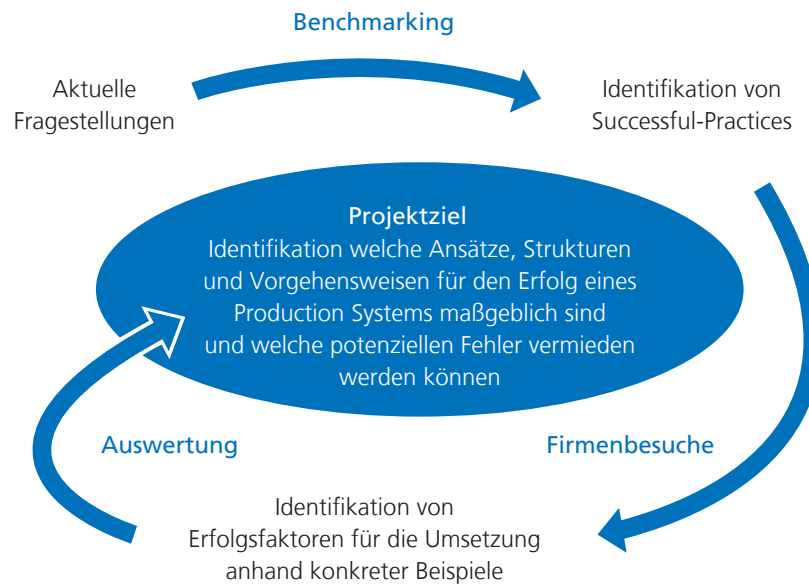 Benchmarking
Aktuelle
Fragestellungen
Identifikation von
Successful-Practices
Projektziel
Identifikation welche Ansätze, Strukturen
und Vorgehensweisen für den Erfolg eines
Production Systems maßgeblich sind
und welche potenziellen Fehler vermieden
werden können
Auswertung
Firmenbesuche
Identifikation von
Erfolgsfaktoren für die Umsetzung
anhand konkreter Beispiele